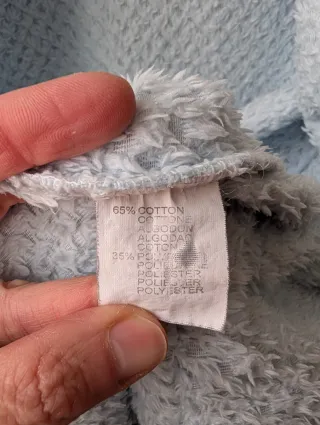 65% COTTON
COTONE
ALGODON
ALGODAO
COTON
35%
POLIESTER
POLIESTER
POLYESTER